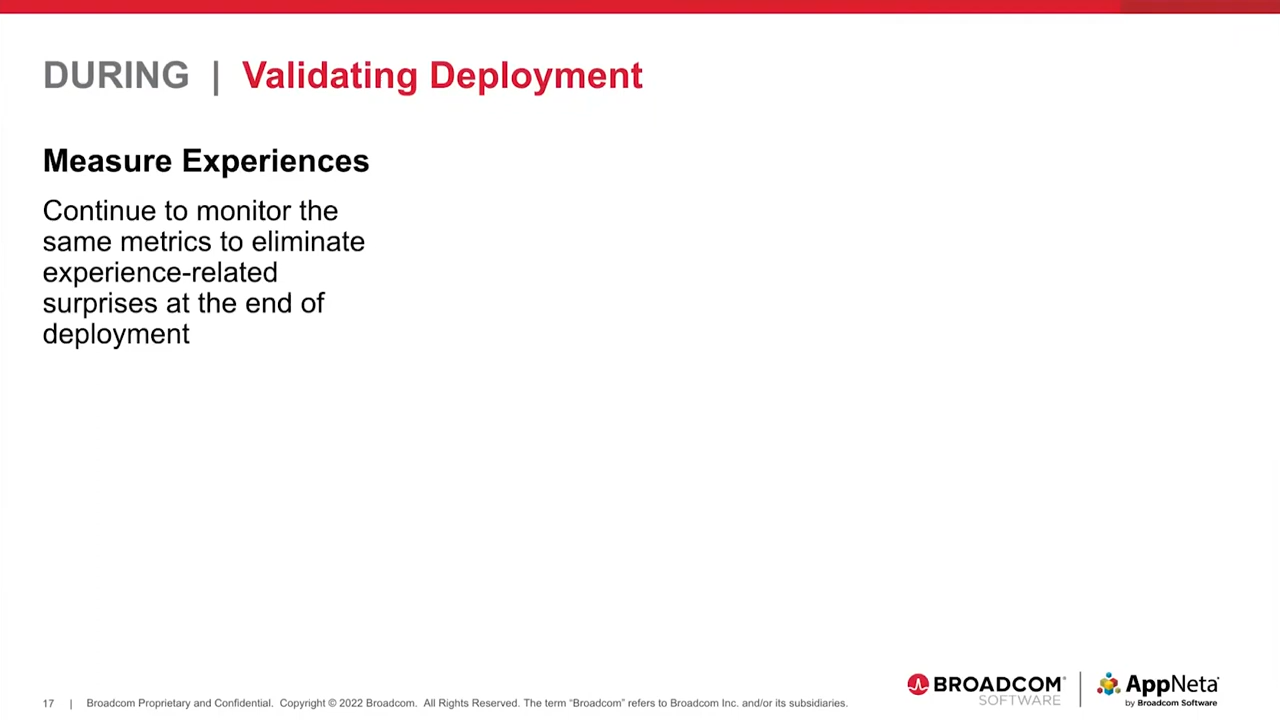 DURING | Validating Deployment
Measure Experiences
Continue to monitor the
same metrics to eliminate
experience-related
surprises at the end of
deployment
17 | Broadcom Proprietary and Confidential. Copyright © 2022 Broadcom. All Rights Reserved. The term “Broadcom” refers to Broadcom Inc. and/or its subsidiaries.
BROADCOM®
SOFTWARE
AppNeta
by Broadcom Software